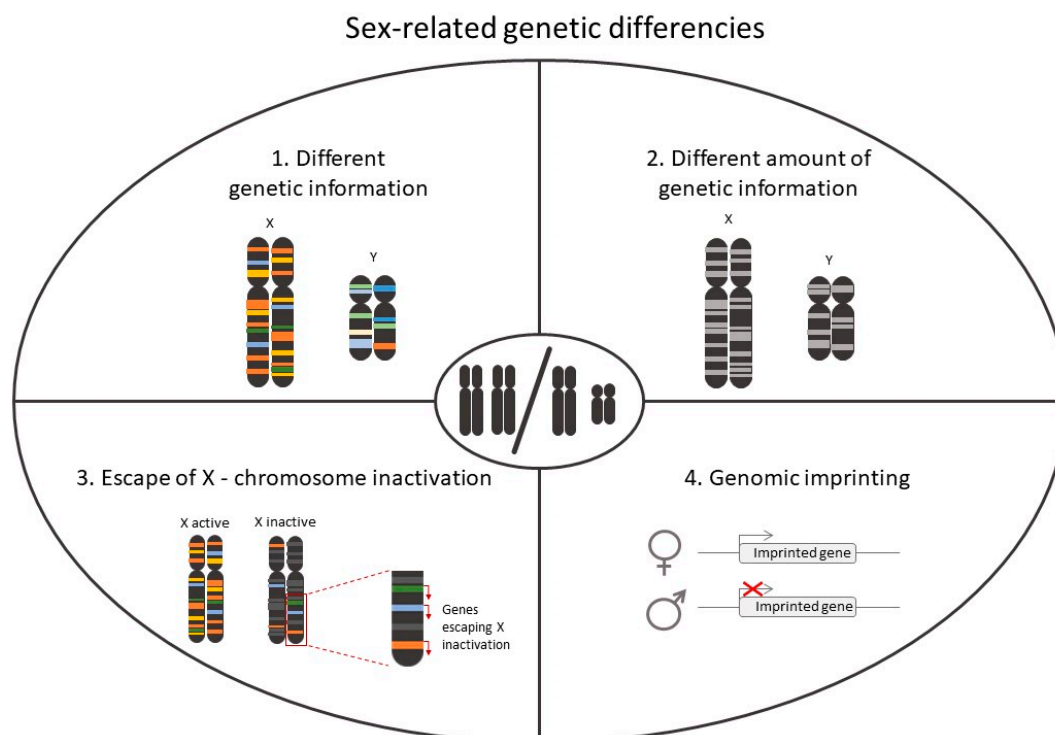 Sex-related genetic differencies
1. Different
genetic information
X
Y
2. Different amount of
genetic information
X
Y
3. Escape of X - chromosome inactivation
X active
X inactive
Genes
escaping X
inactivation
4. Genomic imprinting
Imprinted gene
Imprinted gene